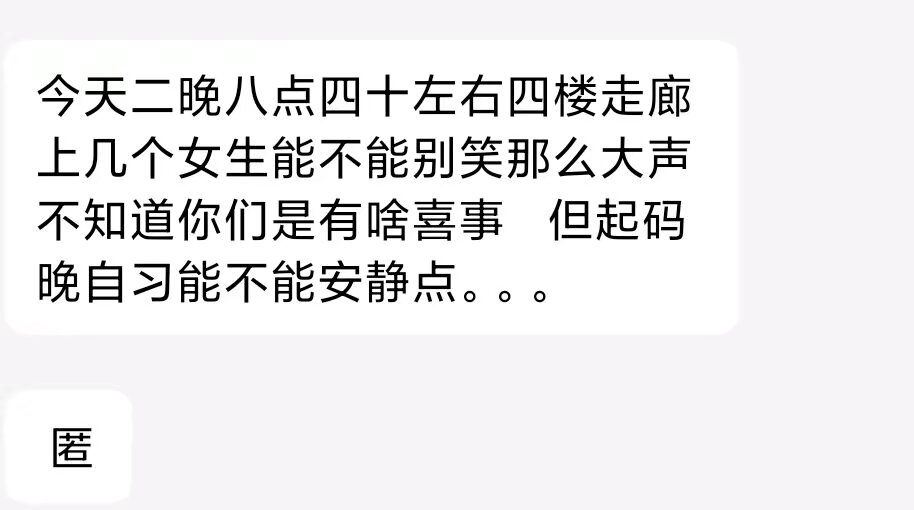 今天二晚八点四十左右四楼走廊
上几个女生能不能别笑那么大声
不知道你们是有啥喜事　但起码
晚自习能不能安静点。。。
匿